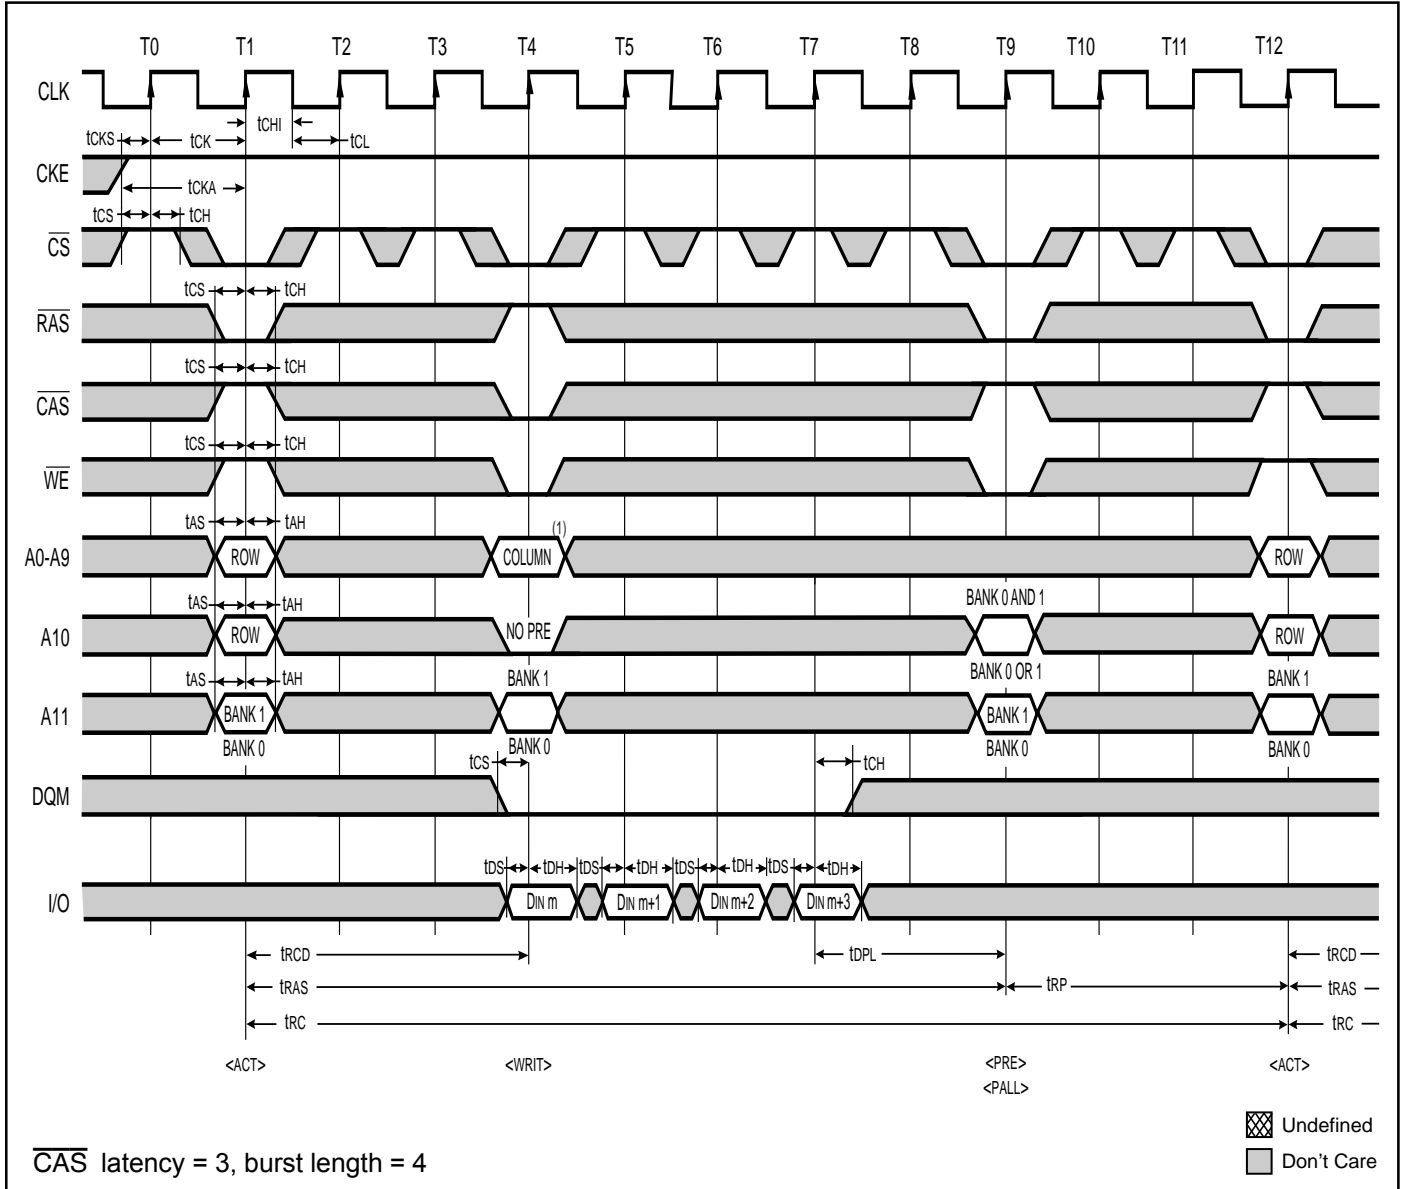 T0 T1 T2 T3 T4 T5 T6 T7 T8 T9 T10 T11 T12
CLK
tCHI
tCKS tCK tCL
CKE
tCKA
tCS tCH
CS
tCS tCH
RAS
tCS tCH
CAS
tCS tCH
WE
tAS tAH (1)
A0-A9 ROW COLUMN ROW
tAS tAH BANK 0 AND 1
A10 ROW NO PRE ROW
tAS tAH BANK 1 BANK 0 OR 1 BANK 1
A11 BANK 1 BANK 1
BANK 0 BANK 0 BANK 0 BANK 0
tCS tCH
DQM
tDS tDH tDS tDH tDS tDH tDS tDH
I/O DIN m DIN m+1 DIN m+2 DIN m+3
tRCD tDPL tRCD
tRAS tRP tRAS
tRC tRC
<ACT> <WRIT> <PRE> <ACT>
<PALL>
Undefined
CAS latency = 3, burst length = 4 Don't Care